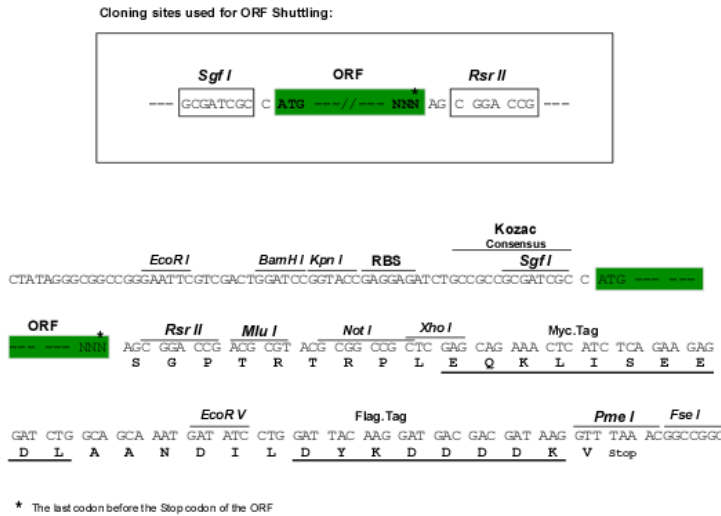 Cloning sites used for ORF Shuttling:
Sgf I ORF Rsr II
*
--- GCGATCGC C ATG ---//--- NNN AG C GGA CCG ---
Kozac
Consensus
EcoR I BamH I Kpn I RBS Sgf I
CTATAGGGCGGCCGGGAATTCGTCGACTGGATCCGGTACCGAGGAGATCTGCCGCCGCGATCGC C ATG --- ---
ORF * Rsr II Mlu I Not I Xho I Myc.Tag
--- --- NNN AGC GGA CCG ACG CGT ACG CGG CCG CTC GAG CAG AAA CTC ATC TCA GAA GAG
S G P T R T R P L E Q K L I S E E
EcoR V Flag.Tag Pme I Fse I
GAT CTG GCA GCA AAT GAT ATC CTG GAT TAC AAG GAT GAC GAC GAT AAG GTT TAA ACGGCCGGC
D L A A N D I L D Y K D D D D K V Stop
* The last codon before the Stop codon of the ORF